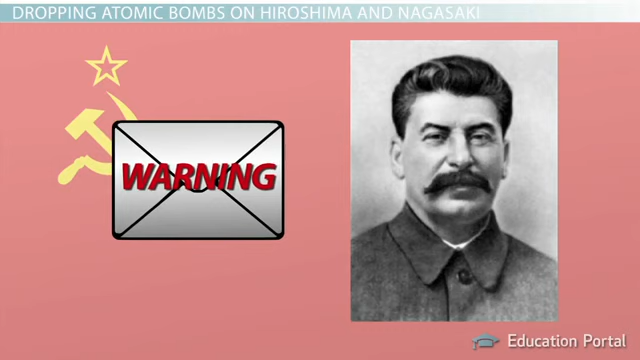 DROPPING ATOMIC BOMBS ON HIROSHIMA AND NAGASAKI
WARNING
Education Portal